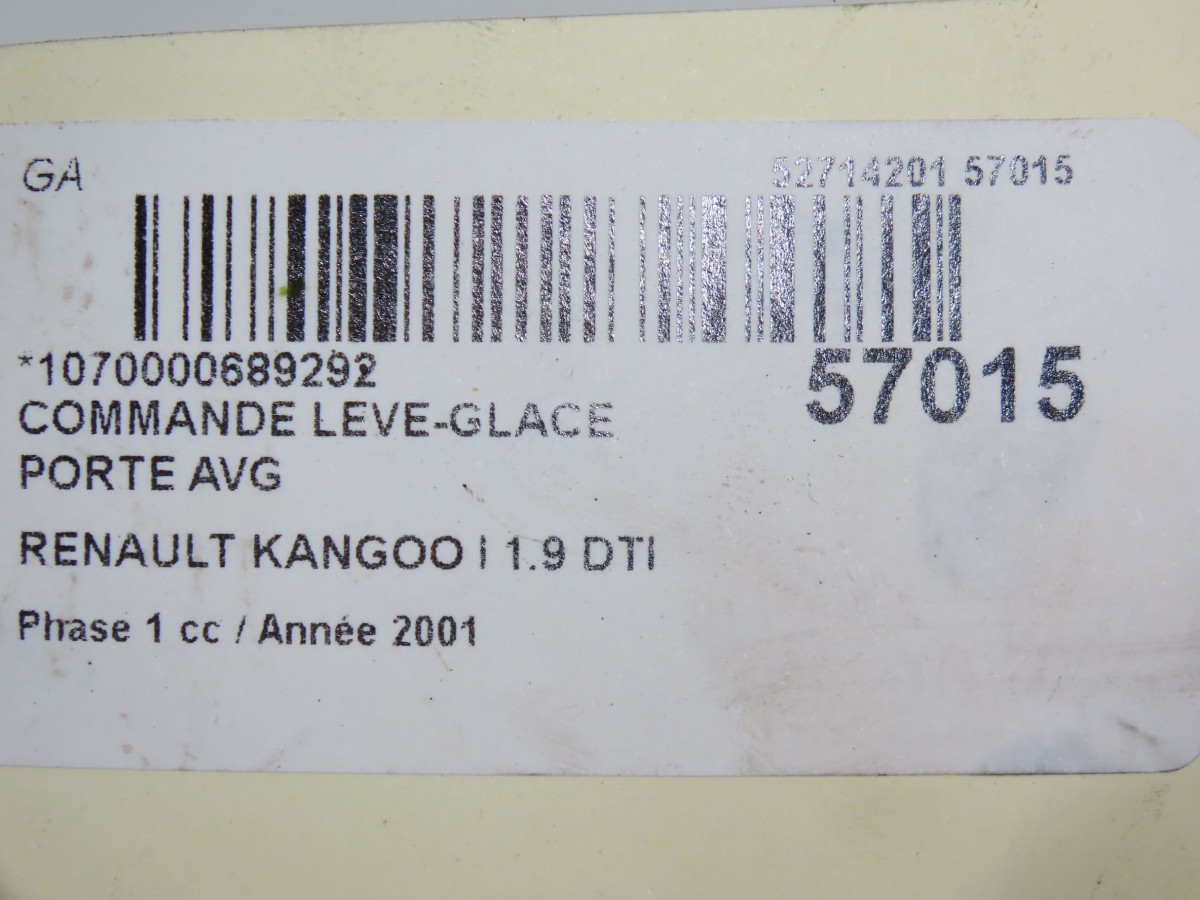 GA
52714201 57015
*1070000689292
57015
COMMANDE LEVE-GLACE
PORTE AVG
RENAULT KANGOO I 1.9 DTI
Phase 1 cc / Année 2001